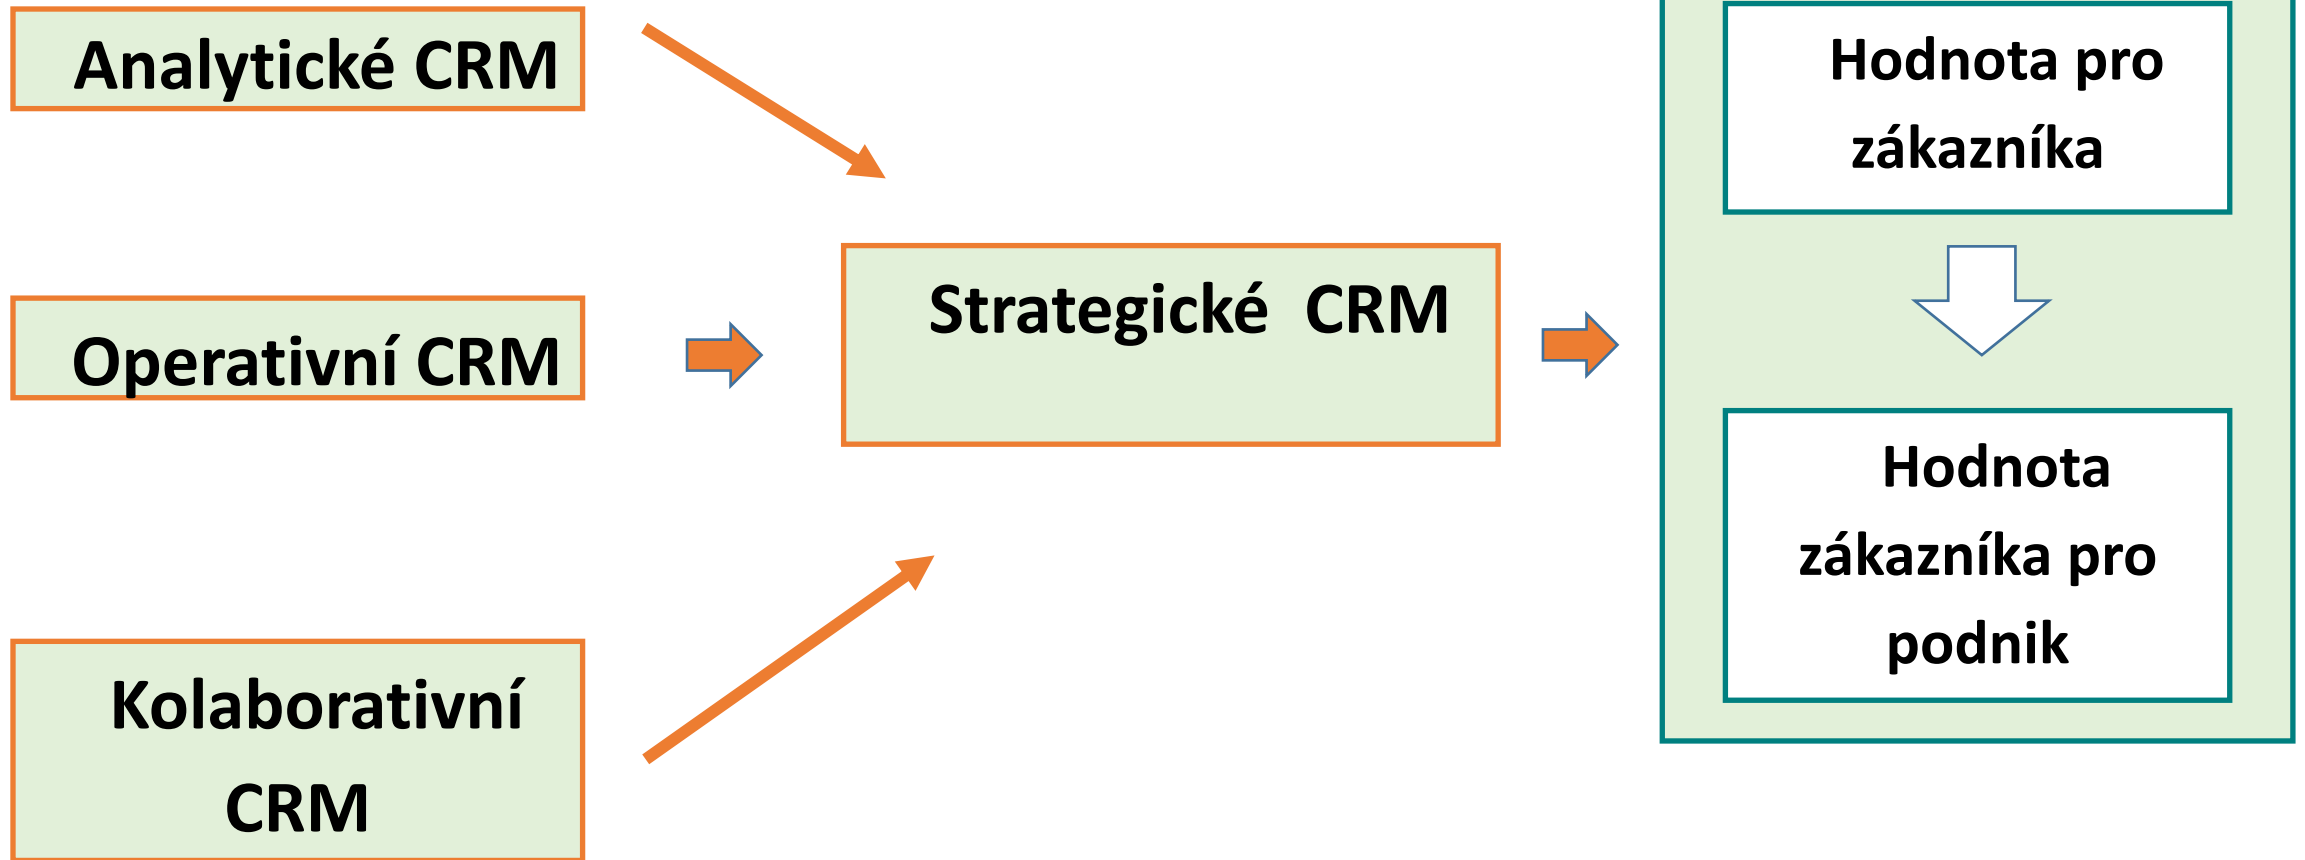 Analytické CRM
Operativní CRM
Kolaborativní
CRM
Strategické CRM
Hodnota pro
zákazníka
Hodnota
zákazníka pro
podnik